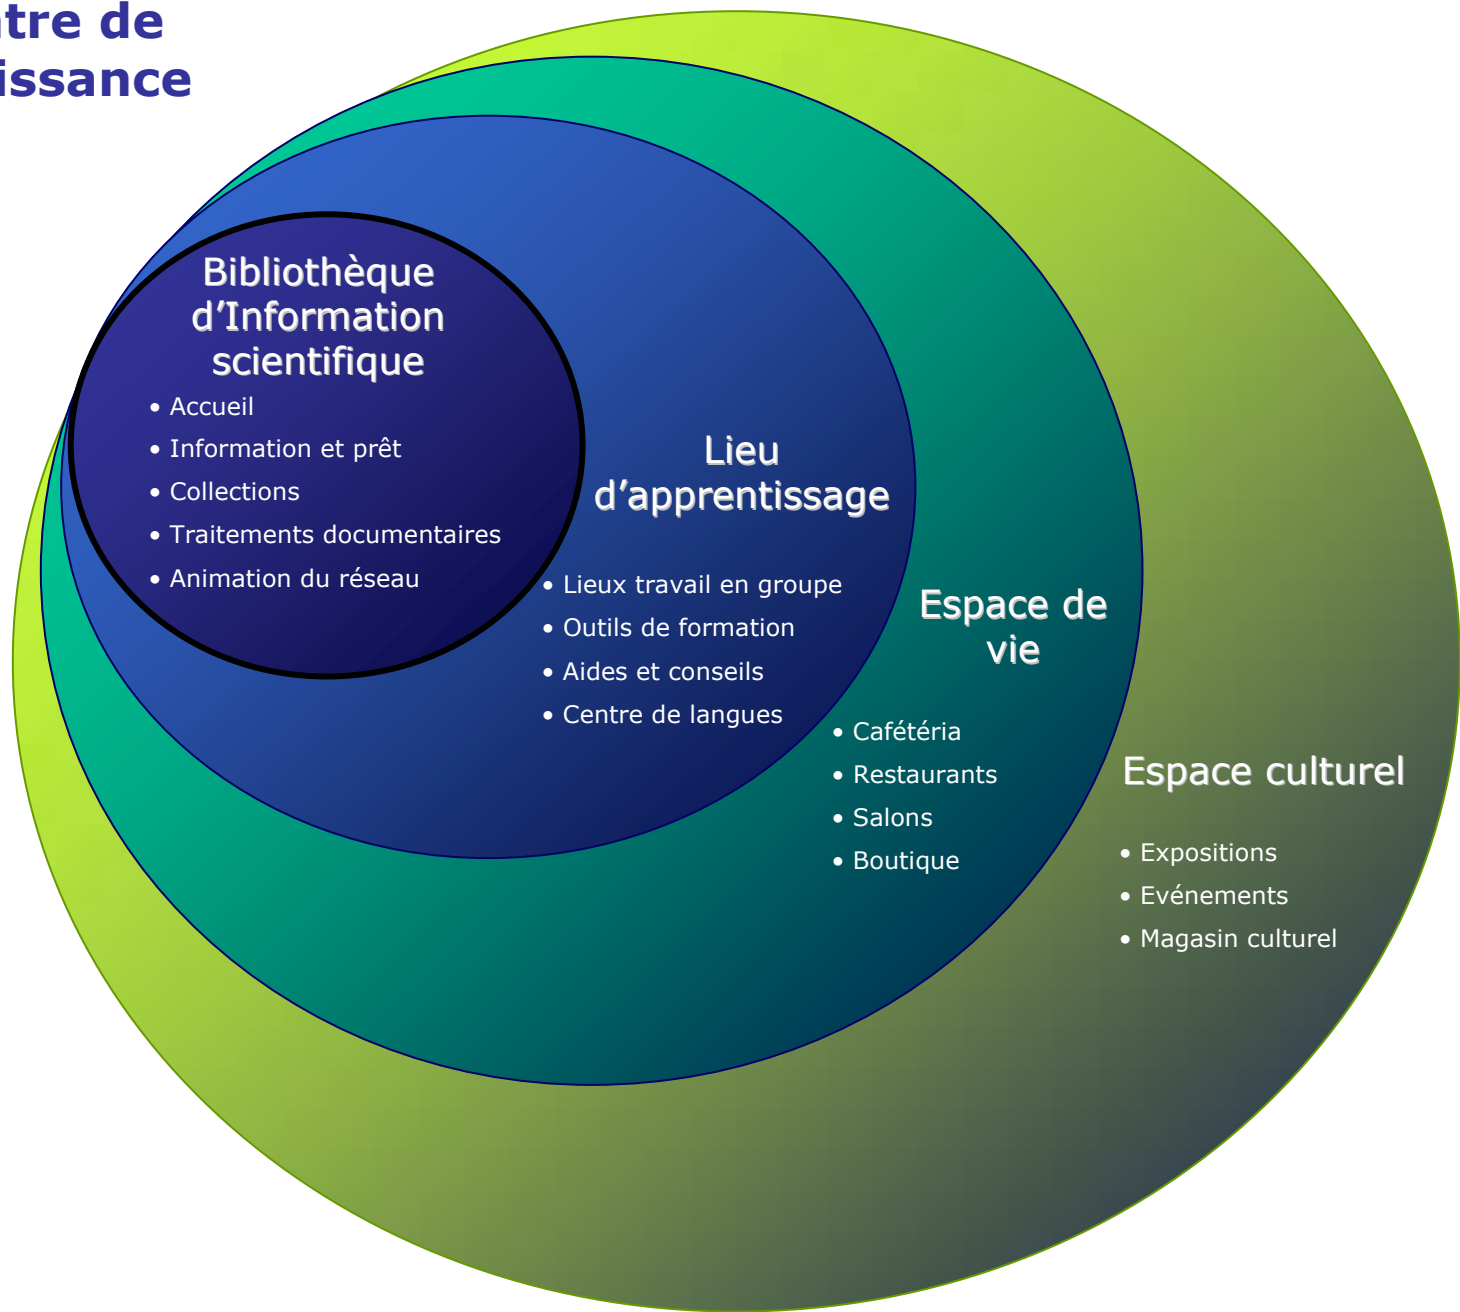 tre de
issance
Bibliothèque
d’Information
scientifique
• Accueil
• Information et prêt
• Collections
• Traitements documentaires
• Animation du réseau
Lieu
d’apprentissage
• Lieux travail en groupe
• Outils de formation
• Aides et conseils
• Centre de langues
Espace de
vie
• Cafétéria
• Restaurants
• Salons
• Boutique
Espace culturel
• Expositions
• Evénements
• Magasin culturel